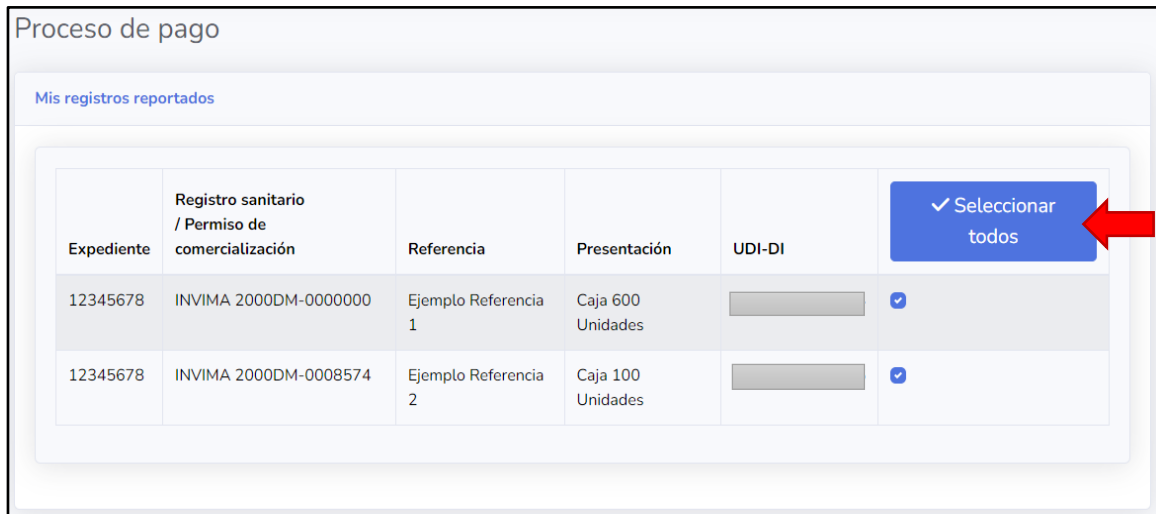 Proceso de pago
Mis registros reportados
Registro sanitario
/ Permiso de
Expediente comercialización Referencia Presentación UDI-DI
Seleccionar
todos
12345678 INVIMA 2000DM-0000000 Ejemplo Referencia Caja 600
1 Unidades
12345678 INVIMA 2000DM-0008574 Ejemplo Referencia Caja 100
2 Unidades